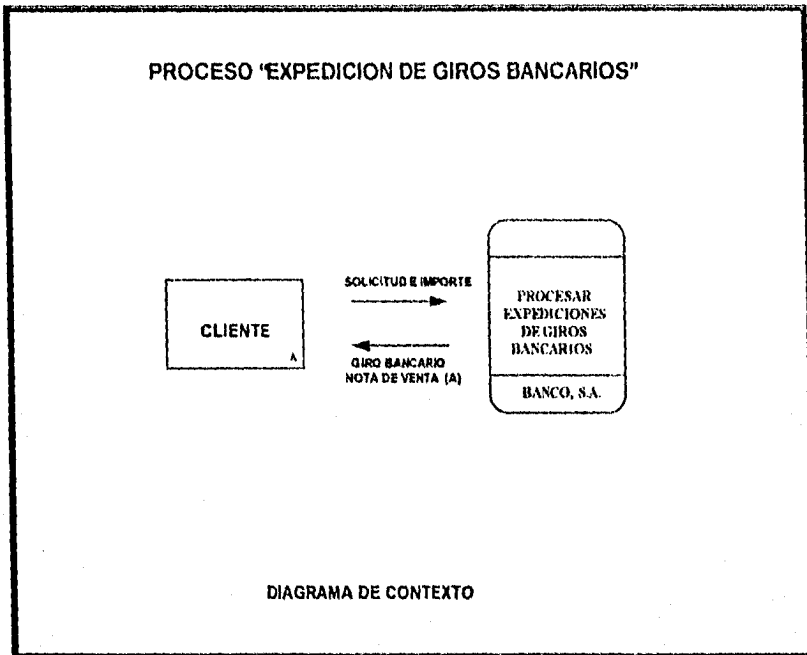 PROCESO "EXPEDICION DE GIROS BANCARIOS"
SOLICITUD E IMPORTE
CLIENTE
A
GIRO BANCARIO
NOTA DE VENTA (A)
PROCESAR
EXPEDICIONES
DE GIROS
BANCARIOS
BANCO, S.A.
DIAGRAMA DE CONTEXTO